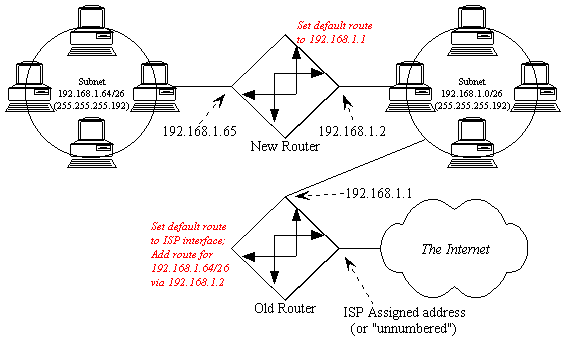 Set default route
to 192.168.1.1
Subnet
192.168.1.64/26
(255.255.255.192)
Subnet
192.168.1.0/26
(255.255.255.192)
192.168.1.65
192.168.1.2
New Router
192.168.1.1
Set default route
to ISP interface;
Add route for
192.168.1.64/26
via 192.168.1.2
The Internet
Old Router
ISP Assigned address
(or "unnumbered")